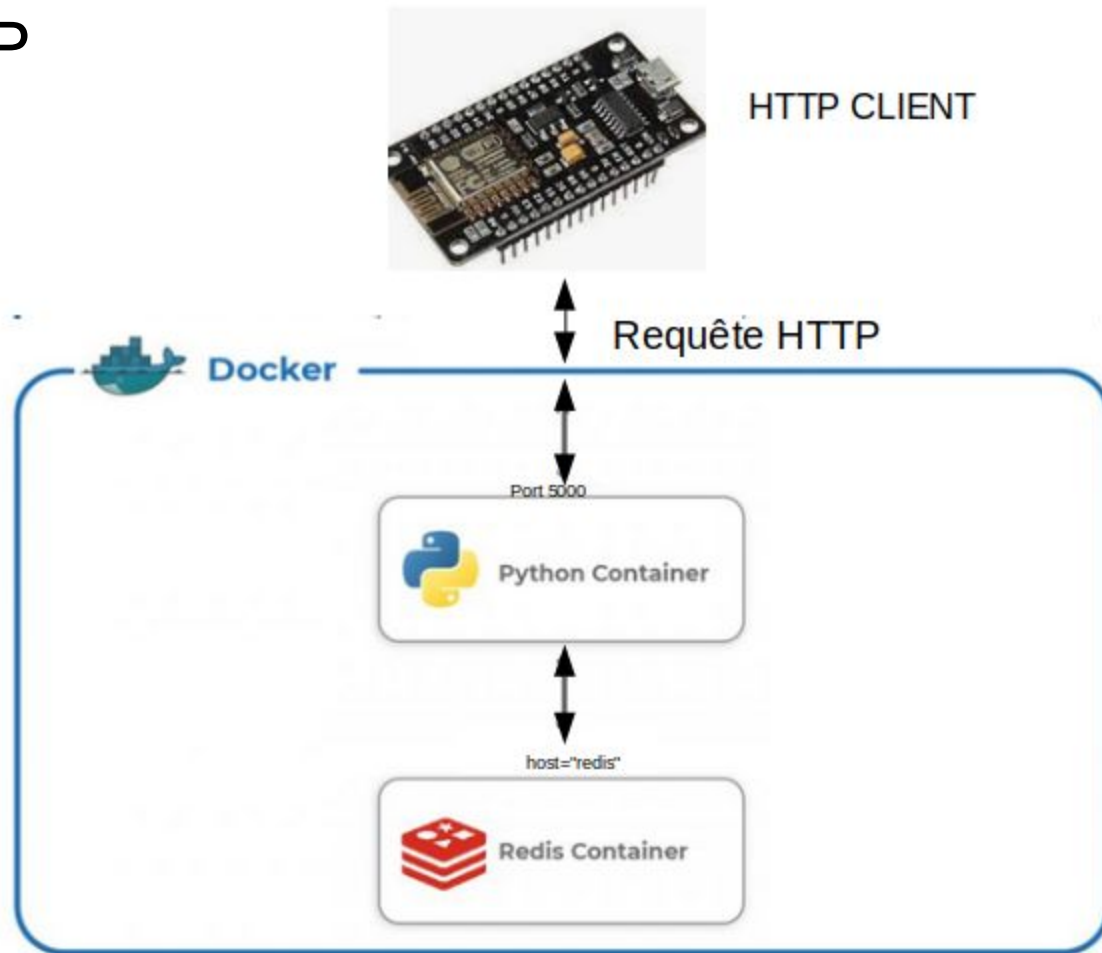 P
HTTP CLIENT
Requête HTTP
Docker
Port 5000
Python Container
host="redis"
Redis Container